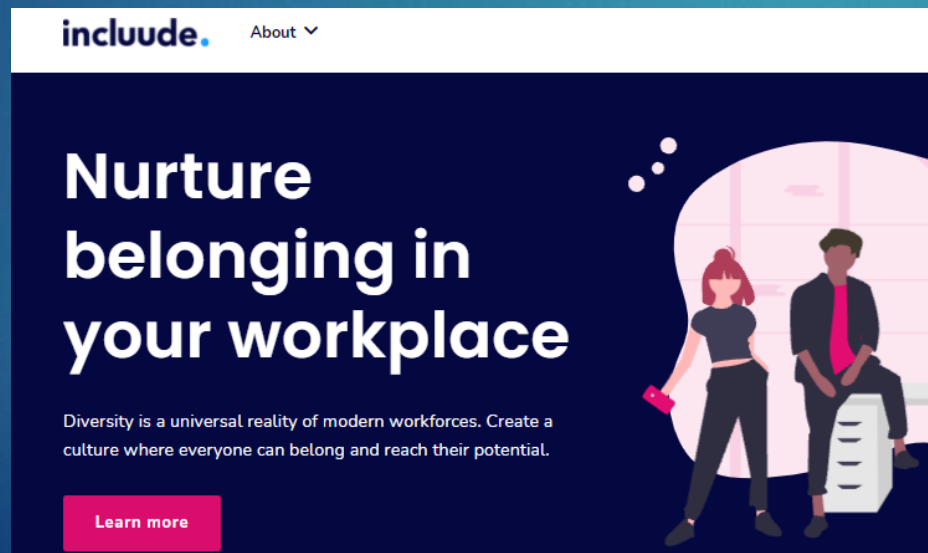 incluude.
About
Nurture
belonging in
your workplace
Diversity is a universal reality of modern workforces. Create a
culture where everyone can belong and reach their potential.
Learn more